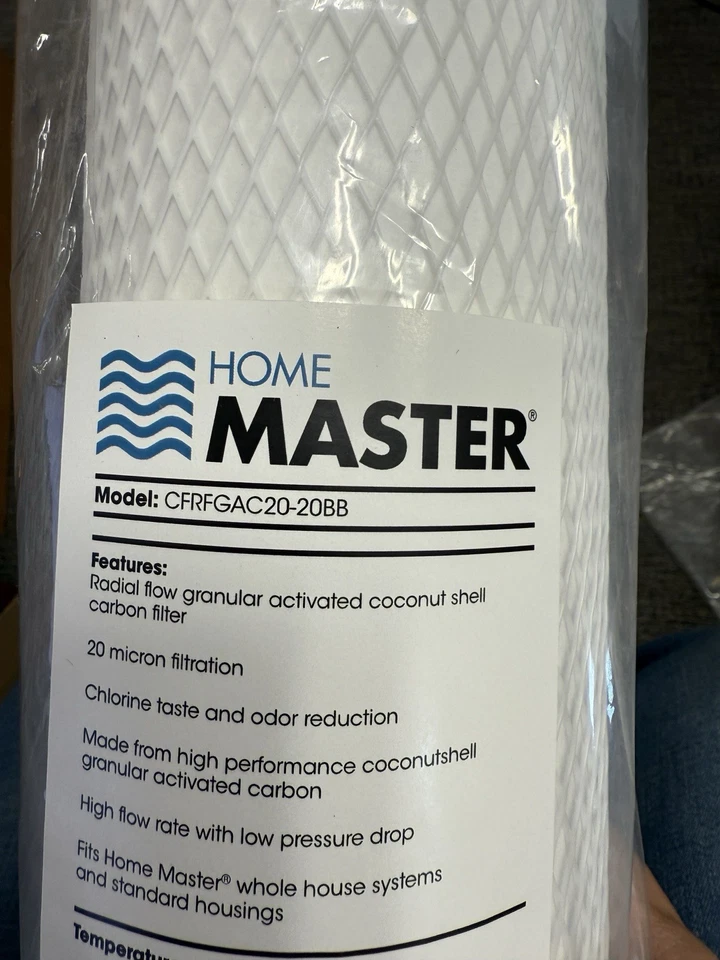 HOME
MASTER®
Model: CFRFGAC20-20BB
Features:
Radial flow granular activated coconut shell
carbon filter
20 micron filtration
Chlorine taste and odor reduction
Made from high performance coconutshell
granular activated carbon
High flow rate with low pressure drop
Fits Home Master® whole house systems
and standard housings